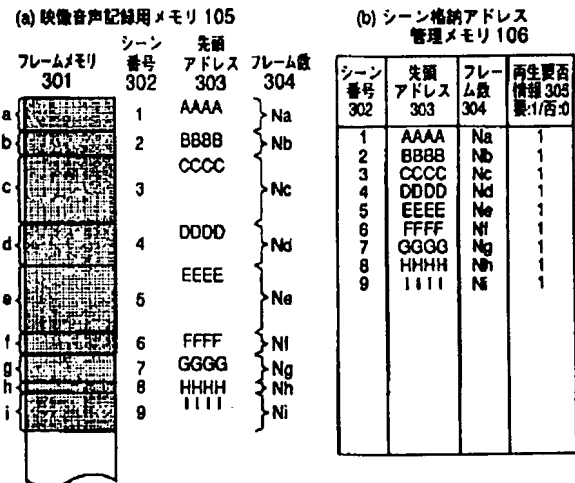 (a) 映像音声記録用メモリ 105
フレームメモリ 301
シーン番号 302
先頭アドレス 303
フレーム数 304
a 1 AAAA Na
b 2 BBBB Nb
c 3 CCCC Nc
d 4 DDDD Nd
e 5 EEEE Ne
f 6 FFFF Nf
g 7 GGGG Ng
h 8 HHHH Nh
i 9 IIII Ni
(b) シーン格納アドレス
管理メモリ 106
シーン番号 302
先頭アドレス 303
フレーム数 304
再生要否情報 305 要:1/否:0
1 AAAA Na 1
2 BBBB Nb 1
3 CCCC Nc 1
4 DDDD Nd 1
5 EEEE Ne 1
6 FFFF Nf 1
7 GGGG Ng 1
8 HHHH Nh 1
9 IIII Ni 1